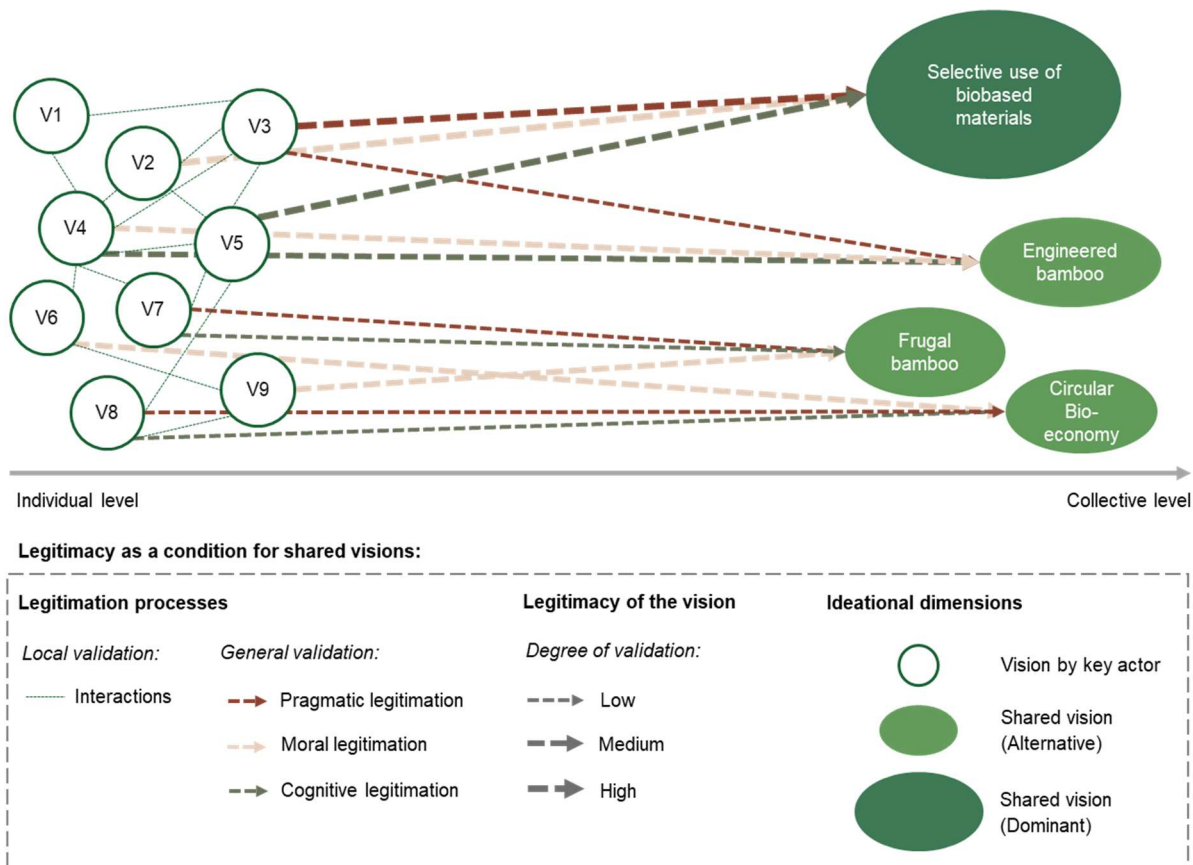 V1
V2
V3
V4
V5
V6
V7
V8
V9
Selective use of
biobased
materials
Engineered
bamboo
Frugal
bamboo
Circular
Bio-
economy
Individual level
Collective level
Legitimacy as a condition for shared visions:
Legitimation processes
Local validation:
Interactions
General validation:
Pragmatic legitimation
Moral legitimation
Cognitive legitimation
Legitimacy of the vision
Degree of validation:
Low
Medium
High
Ideational dimensions
Vision by key actor
Shared vision
(Alternative)
Shared vision
(Dominant)